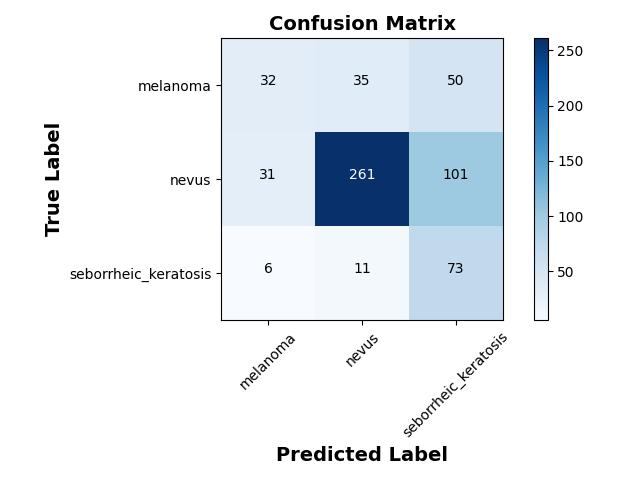 Confusion Matrix
True Label
melanoma 32 35 50
nevus 31 261 101
seborrheic_keratosis 6 11 73
melanoma nevus seborrheic_keratosis
Predicted Label
250
200
150
100
50